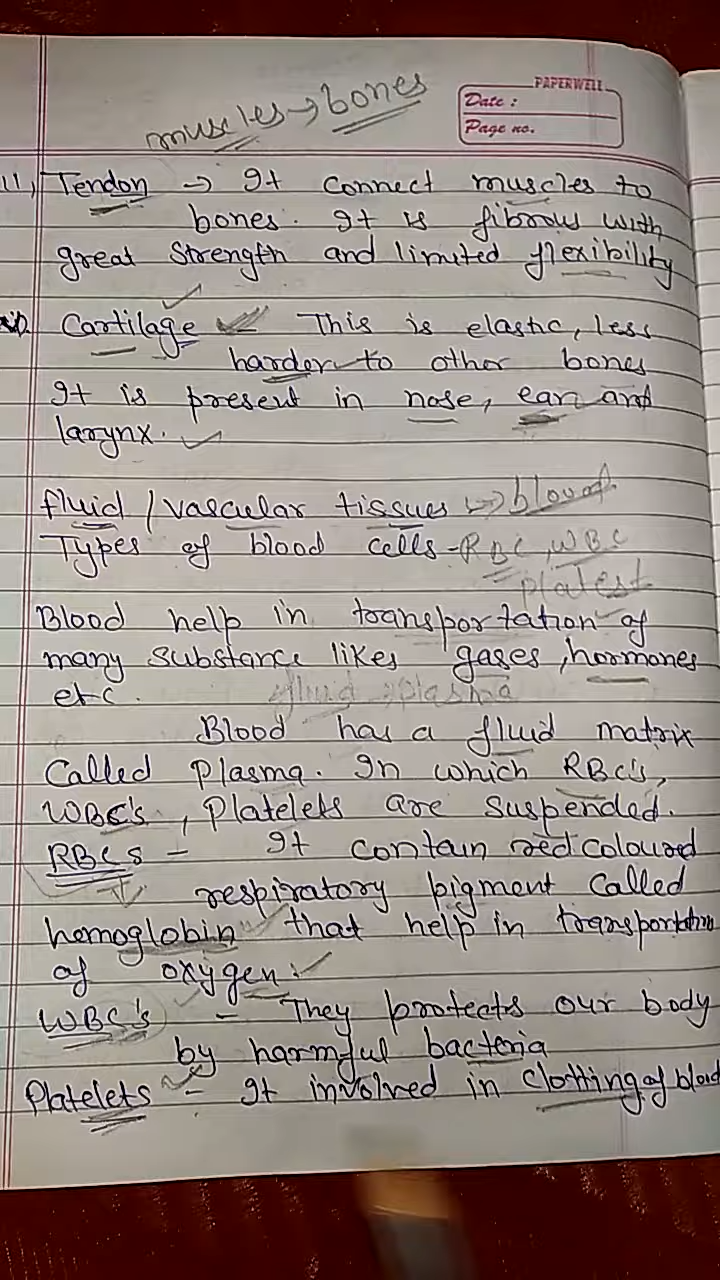 muscles → bones
PAPERWELL
Date :
Page no.
11, Tendon → It connect muscles to
bones. It is fibrous with
great strength and limited flexibility
Cartilage - This is elastic, less
harder to other bones
It is present in nose, ear and
larynx.
fluid / vascular tissues → blood
Types of blood cells - RBC, WBC
platest
Blood help in transportation of
many substance likes gases, hormones
etc. fluid → plasma
Blood has a fluid matrix
Called plasma. In which RBC's,
WBC's, Platelets are suspended.
RBCs - It contain red coloured
respiratory pigment called
hemoglobin that help in transportation
of oxygen.
WBC's - They protects our body
by harmful bacteria
Platelets - It involved in clotting of blood